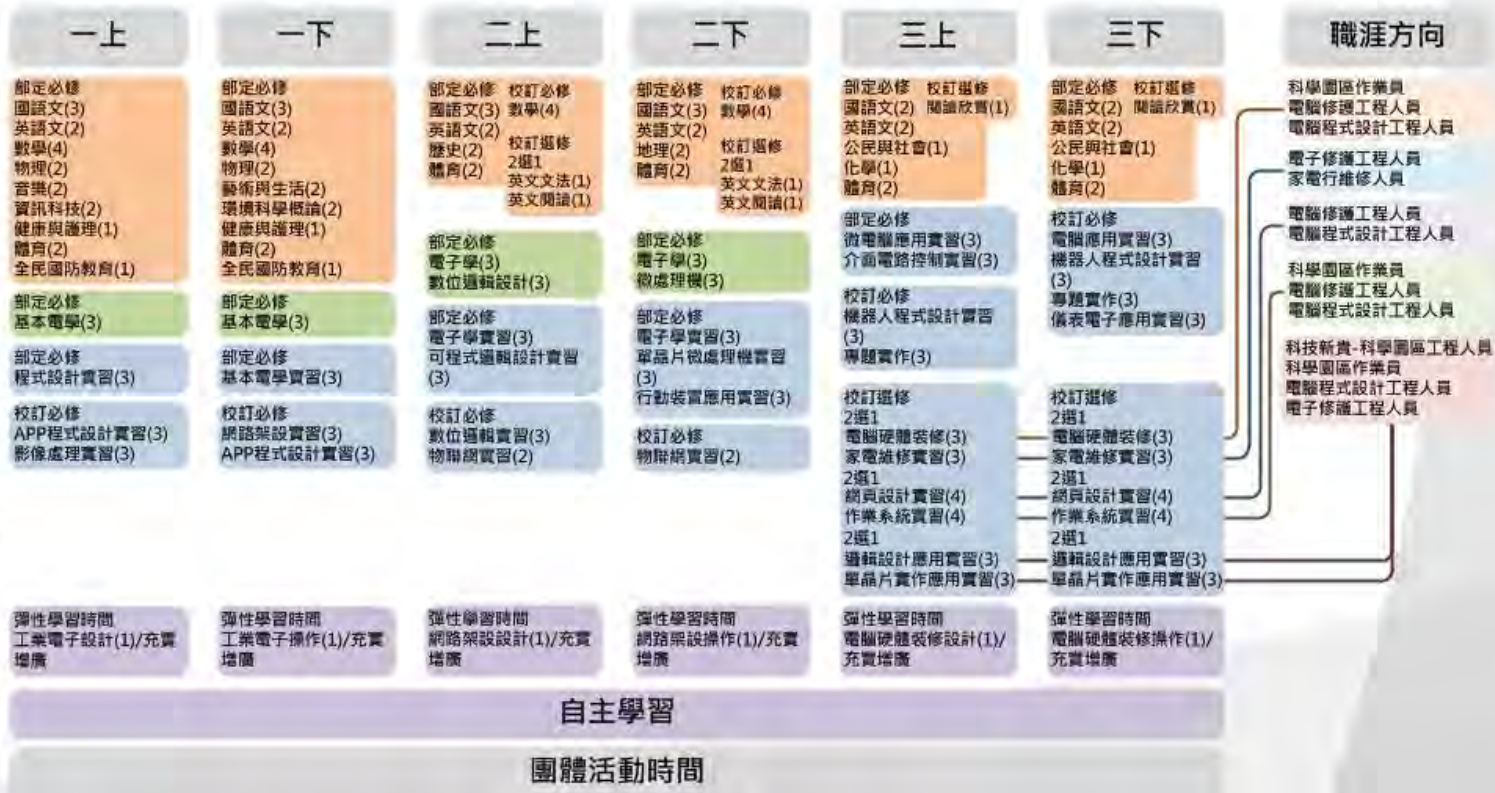 一上
部定必修
國語文(3)
英語文(2)
數學(4)
物理(2)
音樂(2)
資訊科技(2)
健康與護理(1)
體育(2)
全民國防教育(1)
部定必修
基本電學(3)
部定必修
程式設計實習(3)
校訂必修
APP程式設計實習(3)
影像處理實習(3)
彈性學習時間
工業電子設計(1)/充實
增廣
一下
部定必修
國語文(3)
英語文(2)
數學(4)
物理(2)
藝術與生活(2)
環境科學概論(2)
健康與護理(1)
體育(2)
全民國防教育(1)
部定必修
基本電學(3)
部定必修
基本電學實習(3)
校訂必修
網路架設實習(3)
APP程式設計實習(3)
彈性學習時間
工業電子操作(1)/充實
增廣
二上
部定必修
國語文(3)
英語文(2)
歷史(2)
體育(2)
校訂必修
數學(4)
校訂選修
2選1
英文文法(1)
英文閱讀(1)
部定必修
電子學(3)
數位邏輯設計(3)
部定必修
電子學實習(3)
可程式邏輯設計實習
(3)
校訂必修
數位邏輯實習(3)
物聯網實習(2)
彈性學習時間
網路架設設計(1)/充實
增廣
二下
部定必修
國語文(3)
英語文(2)
地理(2)
體育(2)
校訂必修
數學(4)
校訂選修
2選1
英文文法(1)
英文閱讀(1)
部定必修
電子學(3)
微處理機(3)
部定必修
電子學實習(3)
單晶片微處理機實習
(3)
行動裝置應用實習(3)
校訂必修
物聯網實習(2)
彈性學習時間
網路架設操作(1)/充實
增廣
三上
部定必修
國語文(2)
英語文(2)
公民與社會(1)
化學(1)
體育(2)
校訂選修
閱讀欣賞(1)
部定必修
微電腦應用實習(3)
介面電路控制實習(3)
校訂必修
機器人程式設計實習
(3)
專題實作(3)
校訂選修
2選1
電腦硬體裝修(3)
家電維修實習(3)
2選1
網頁設計實習(4)
作業系統實習(4)
2選1
邏輯設計應用實習(3)
單晶片實作應用實習(3)
彈性學習時間
電腦硬體裝修設計(1)/
充實增廣
三下
部定必修
國語文(2)
英語文(2)
公民與社會(1)
化學(1)
體育(2)
校訂選修
閱讀欣賞(1)
校訂必修
電腦應用實習(3)
機器人程式設計實習
(3)
專題實作(3)
儀表電子應用實習(3)
校訂選修
2選1
電腦硬體裝修(3)
家電維修實習(3)
2選1
網頁設計實習(4)
作業系統實習(4)
2選1
邏輯設計應用實習(3)
單晶片實作應用實習(3)
彈性學習時間
電腦硬體裝修操作(1)/
充實增廣
職涯方向
科學園區作業員
電腦修護工程人員
電腦程式設計工程人員
電子修護工程人員
家電行維修人員
電腦修護工程人員
電腦程式設計工程人員
科學園區作業員
電腦修護工程人員
電腦程式設計工程人員
科技新貴-科學園區工程人員
科學園區作業員
電腦程式設計工程人員
電子修護工程人員
自主學習
團體活動時間